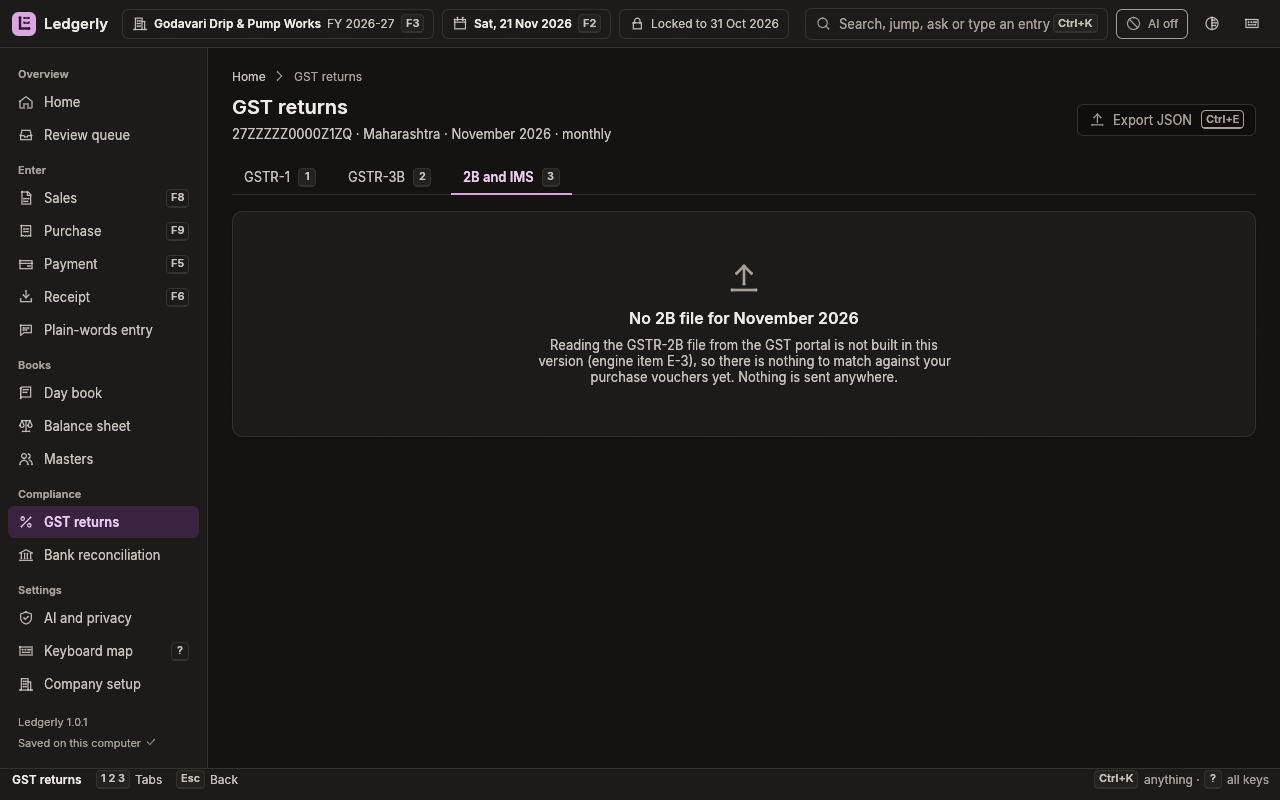 Ledgerly
Godavari Drip & Pump Works FY 2026-27 F3
Sat, 21 Nov 2026 F2
Locked to 31 Oct 2026
Search, jump, ask or type an entry Ctrl+K
AI off
Overview
Home
Review queue
Enter
Sales F8
Purchase F9
Payment F5
Receipt F6
Plain-words entry
Books
Day book
Balance sheet
Masters
Compliance
GST returns
Bank reconciliation
Settings
AI and privacy
Keyboard map ?
Company setup
Ledgerly 1.0.1
Saved on this computer
Home GST returns
GST returns
27ZZZZZ0000Z1ZQ · Maharashtra · November 2026 · monthly
Export JSON Ctrl+E
GSTR-1 1
GSTR-3B 2
2B and IMS 3
No 2B file for November 2026
Reading the GSTR-2B file from the GST portal is not built in this
version (engine item E-3), so there is nothing to match against your
purchase vouchers yet. Nothing is sent anywhere.
GST returns 1 2 3 Tabs Esc Back
Ctrl+K anything · ? all keys